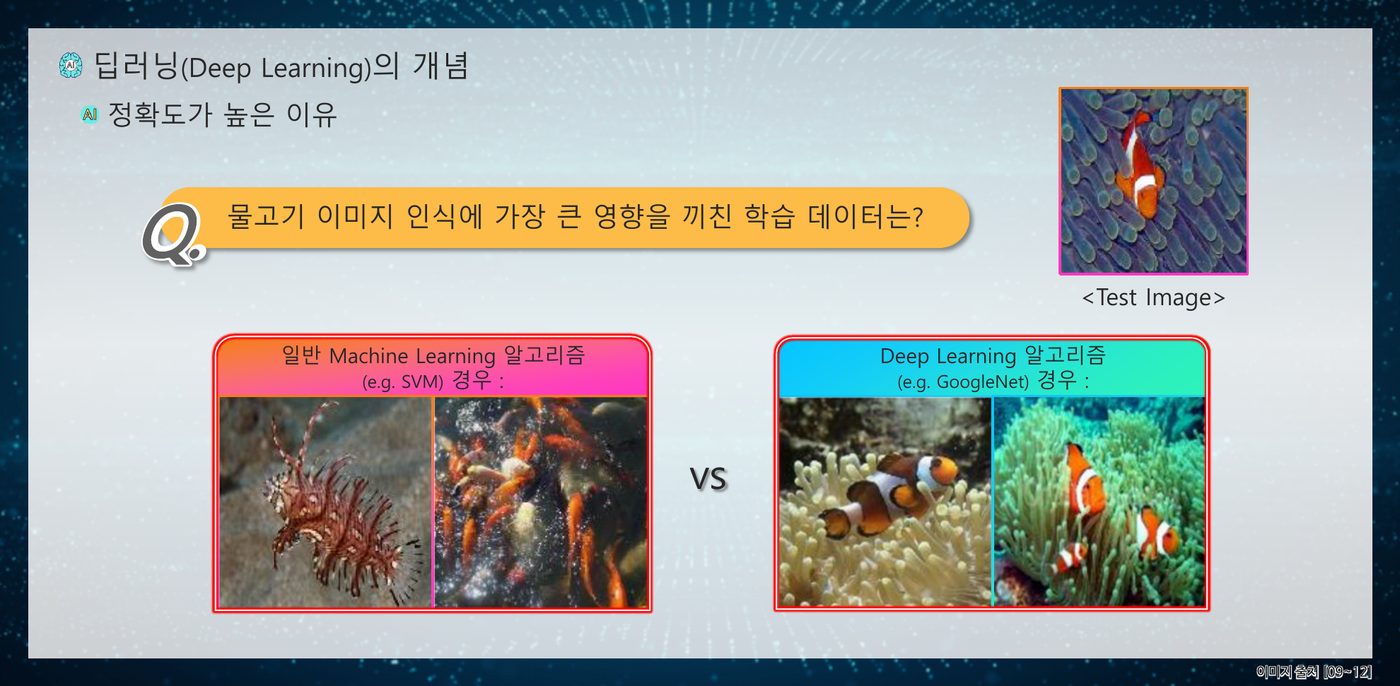 AI 딥러닝(Deep Learning)의 개념
AI 정확도가 높은 이유
Q. 물고기 이미지 인식에 가장 큰 영향을 끼친 학습 데이터는?
<Test Image>
일반 Machine Learning 알고리즘
(e.g. SVM) 경우 :
VS
Deep Learning 알고리즘
(e.g. GoogleNet) 경우 :
이미지 출처 [09~12]